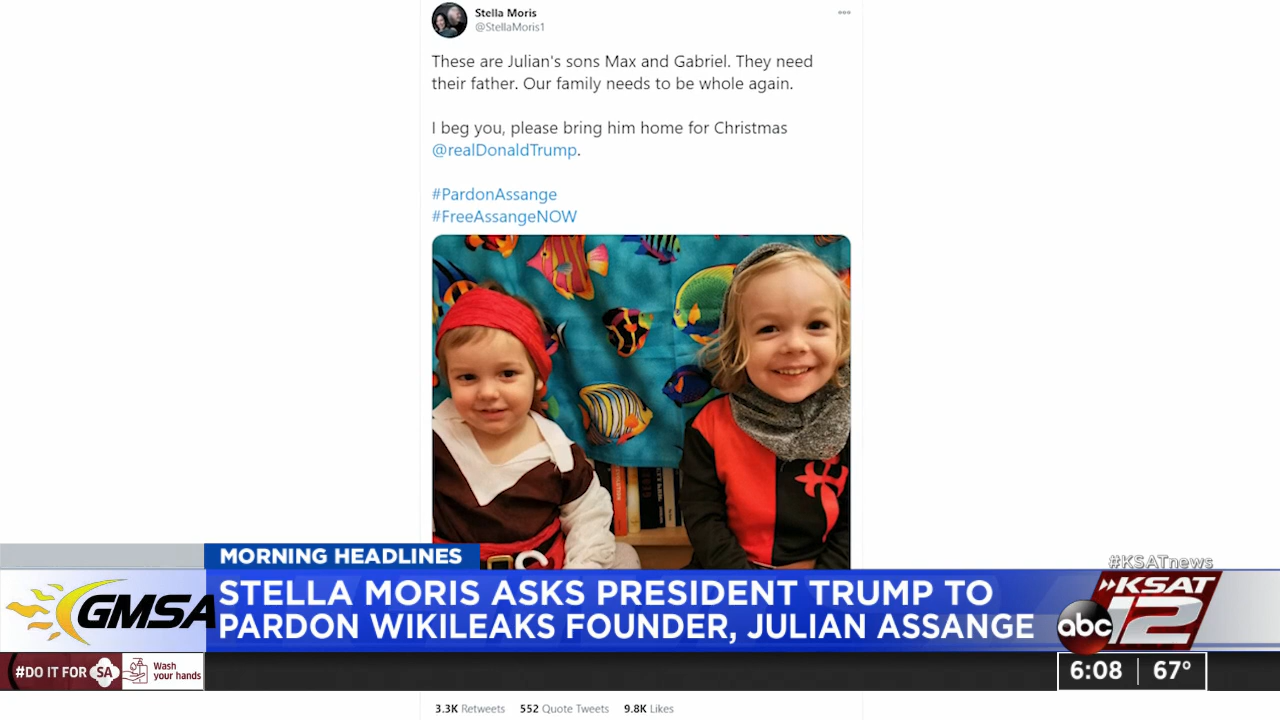 Stella Moris
@StellaMoris1
These are Julian's sons Max and Gabriel. They need
their father. Our family needs to be whole again.
I beg you, please bring him home for Christmas
@realDonaldTrump.
#PardonAssange
#FreeAssangeNOW
MORNING HEADLINES
#KSATnews
GMSA
STELLA MORIS ASKS PRESIDENT TRUMP TO
PARDON WIKILEAKS FOUNDER, JULIAN ASSANGE
KSAT
abc 12
#DO IT FOR SA
Wash
your hands
6:08 67°
3.3K Retweets 552 Quote Tweets 9.8K Likes